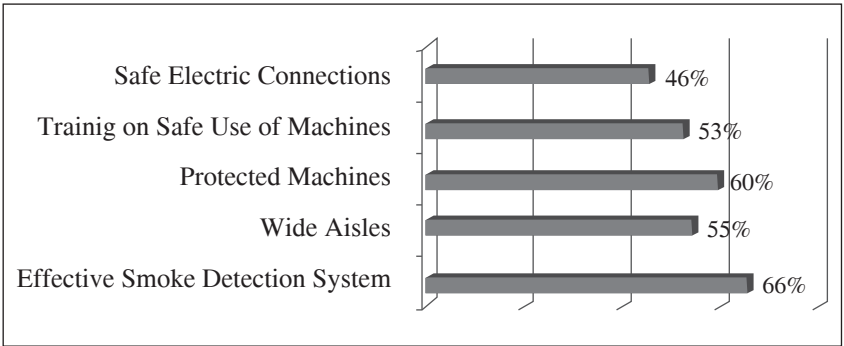 Safe Electric Connections 46%
Trainig on Safe Use of Machines 53%
Protected Machines 60%
Wide Aisles 55%
Effective Smoke Detection System 66%